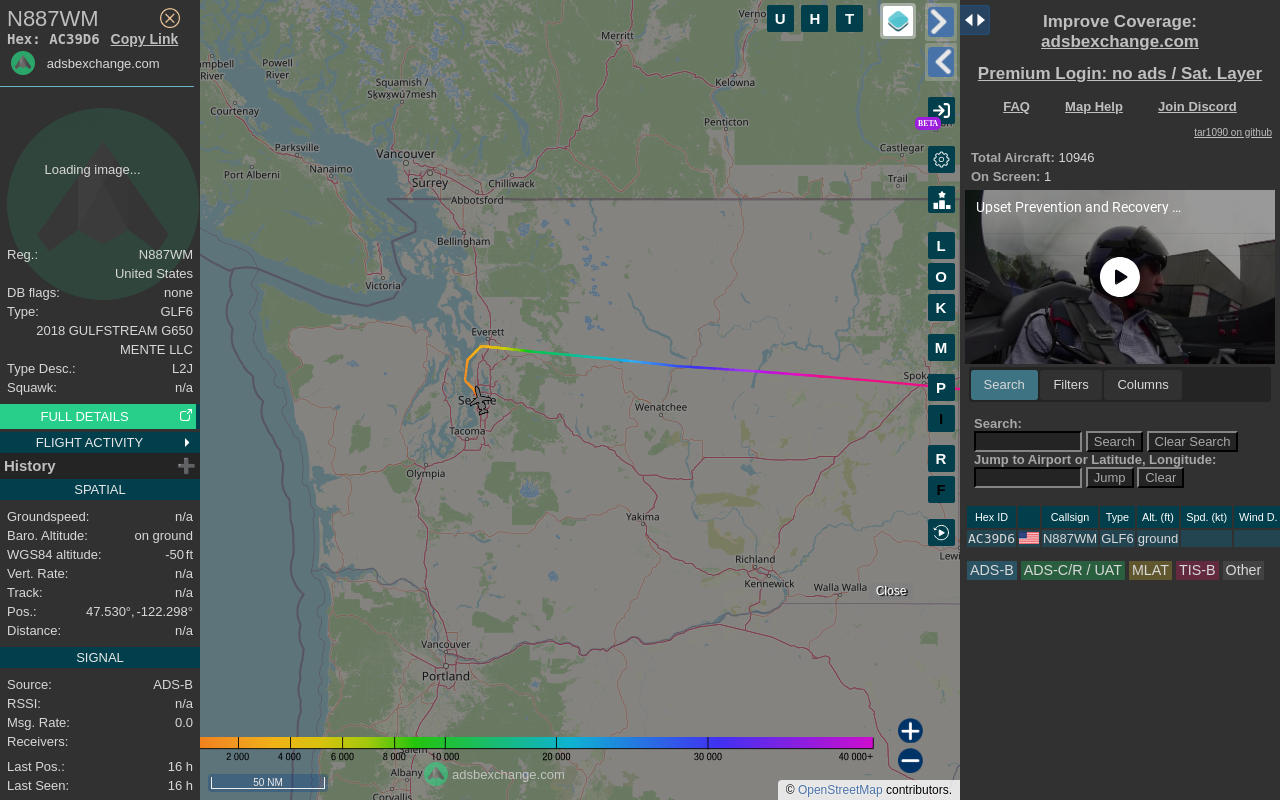 N887WM
Hex: AC39D6 Copy Link
adsbexchange.com
Loading image...
Reg.: N887WM
United States
DB flags: none
Type: GLF6
2018 GULFSTREAM G650
MENTE LLC
Type Desc.: L2J
Squawk: n/a
FULL DETAILS
FLIGHT ACTIVITY
History
SPATIAL
Groundspeed: n/a
Baro. Altitude: on ground
WGS84 altitude: -50 ft
Vert. Rate: n/a
Track: n/a
Pos.: 47.530°, -122.298°
Distance: n/a
SIGNAL
Source: ADS-B
RSSI: n/a
Msg. Rate: 0.0
Receivers:
Last Pos.: 16 h
Last Seen: 16 h
U H T
Merritt
Powell
River
River
Squamish /
Sḵwx̱wú7mesh
Kelowna
Courtenay
Penticton
BETA
Parksville
Vancouver
Castlegar
Nanaimo
Port Alberni
Surrey
Chilliwack
Trail
Abbotsford
Bellingham
L
Victoria
O
K
Everett
M
P
Wenatchee
I
Tacoma
R
Olympia
F
Yakima
Richland
Kennewick
Walla Walla
Close
Vancouver
Portland
2 000 4 000 6 000 8 000 10 000 20 000 30 000 40 000+
Albany
adsbexchange.com
50 NM
Corvallis
© OpenStreetMap contributors.
Improve Coverage:
adsbexchange.com
Premium Login: no ads / Sat. Layer
FAQ Map Help Join Discord
tar1090 on github
Total Aircraft: 10946
On Screen: 1
Upset Prevention and Recovery ...
Search Filters Columns
Search:
Search Clear Search
Jump to Airport or Latitude, Longitude:
Jump Clear
Hex ID Callsign Type Alt. (ft) Spd. (kt) Wind D.
AC39D6 N887WM GLF6 ground
ADS-B ADS-C/R / UAT MLAT TIS-B Other